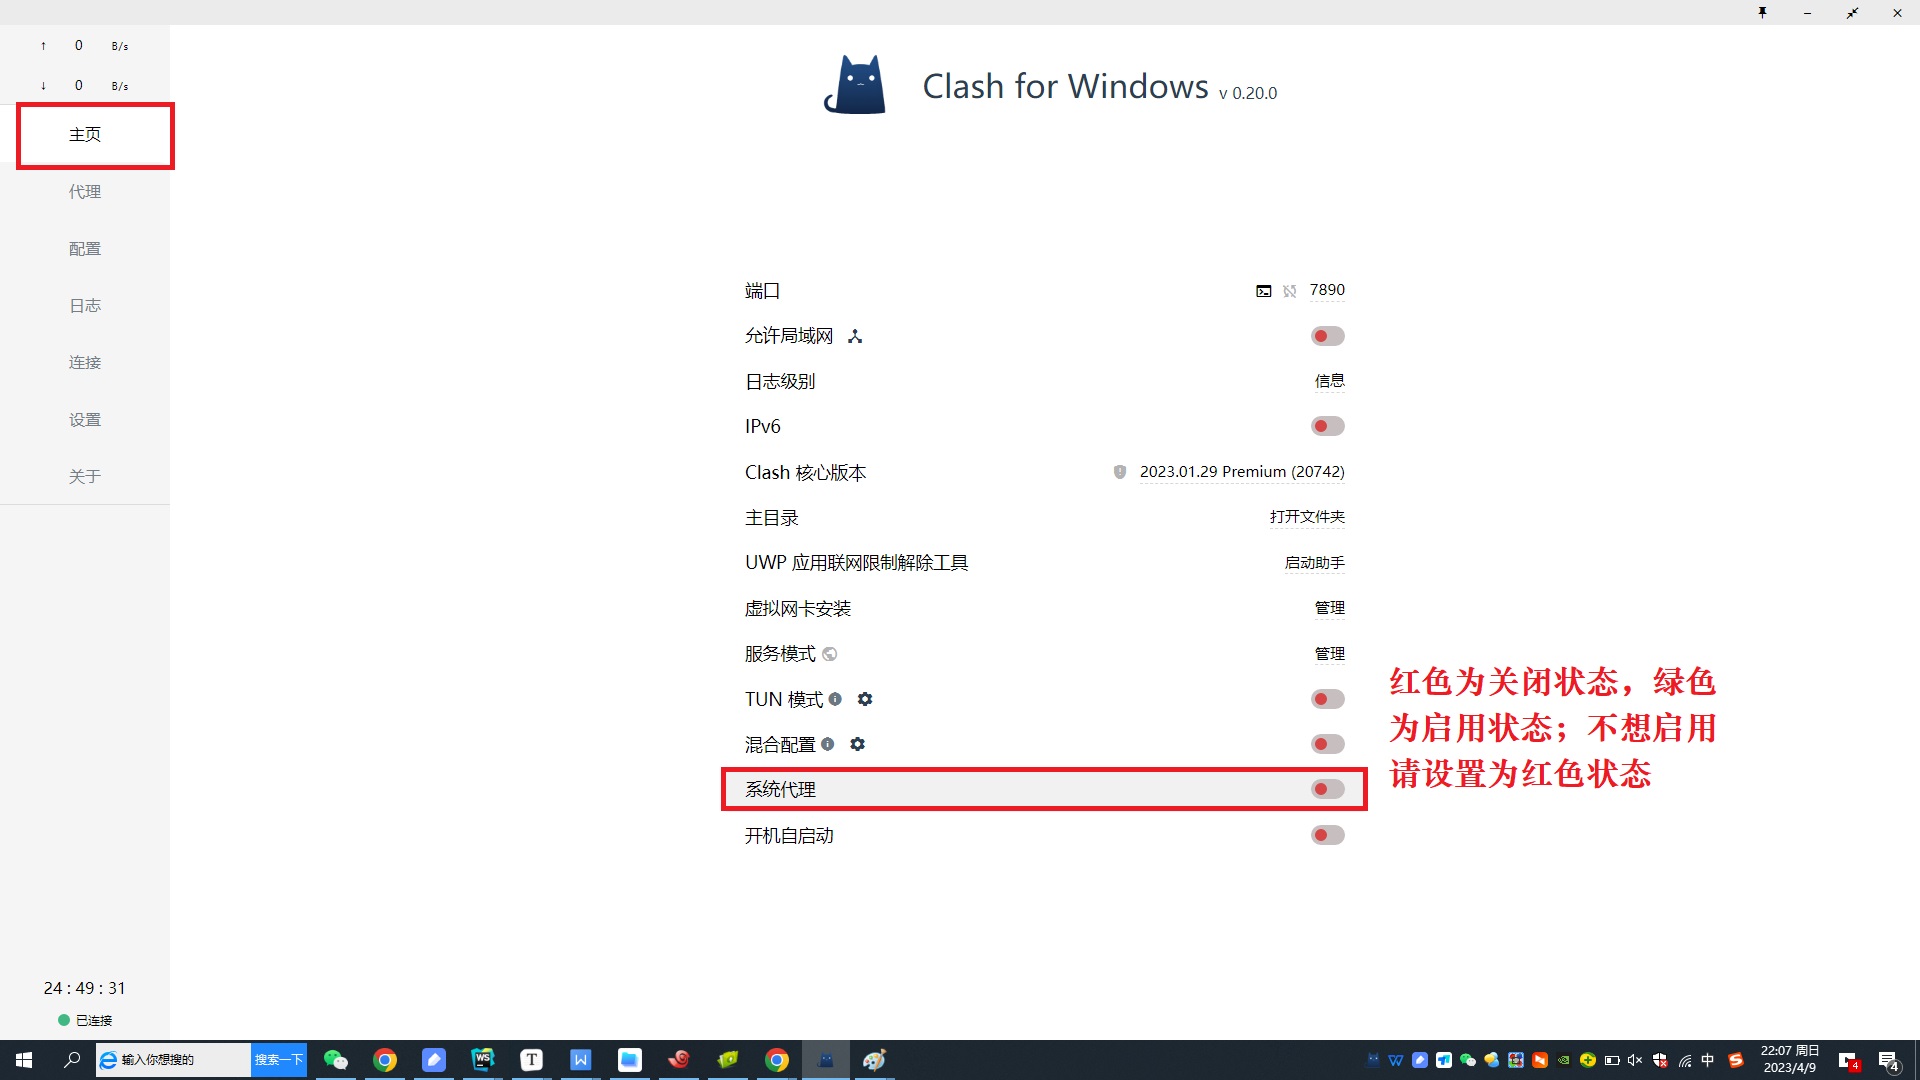 ↑ 0 B/s
↓ 0 B/s
主页
代理
配置
日志
连接
设置
关于
24 : 49 : 31
已连接
Clash for Windows v 0.20.0
端口 7890
允许局域网
日志级别 信息
IPv6
Clash 核心版本 2023.01.29 Premium (20742)
主目录 打开文件夹
UWP 应用联网限制解除工具 启动助手
虚拟网卡安装 管理
服务模式 管理
TUN 模式
混合配置
系统代理
开机自启动
红色为关闭状态，绿色
为启用状态；不想启用
请设置为红色状态
输入你想搜的 搜索一下
WS
T
W
中
22:07 周日
2023/4/9
4
4